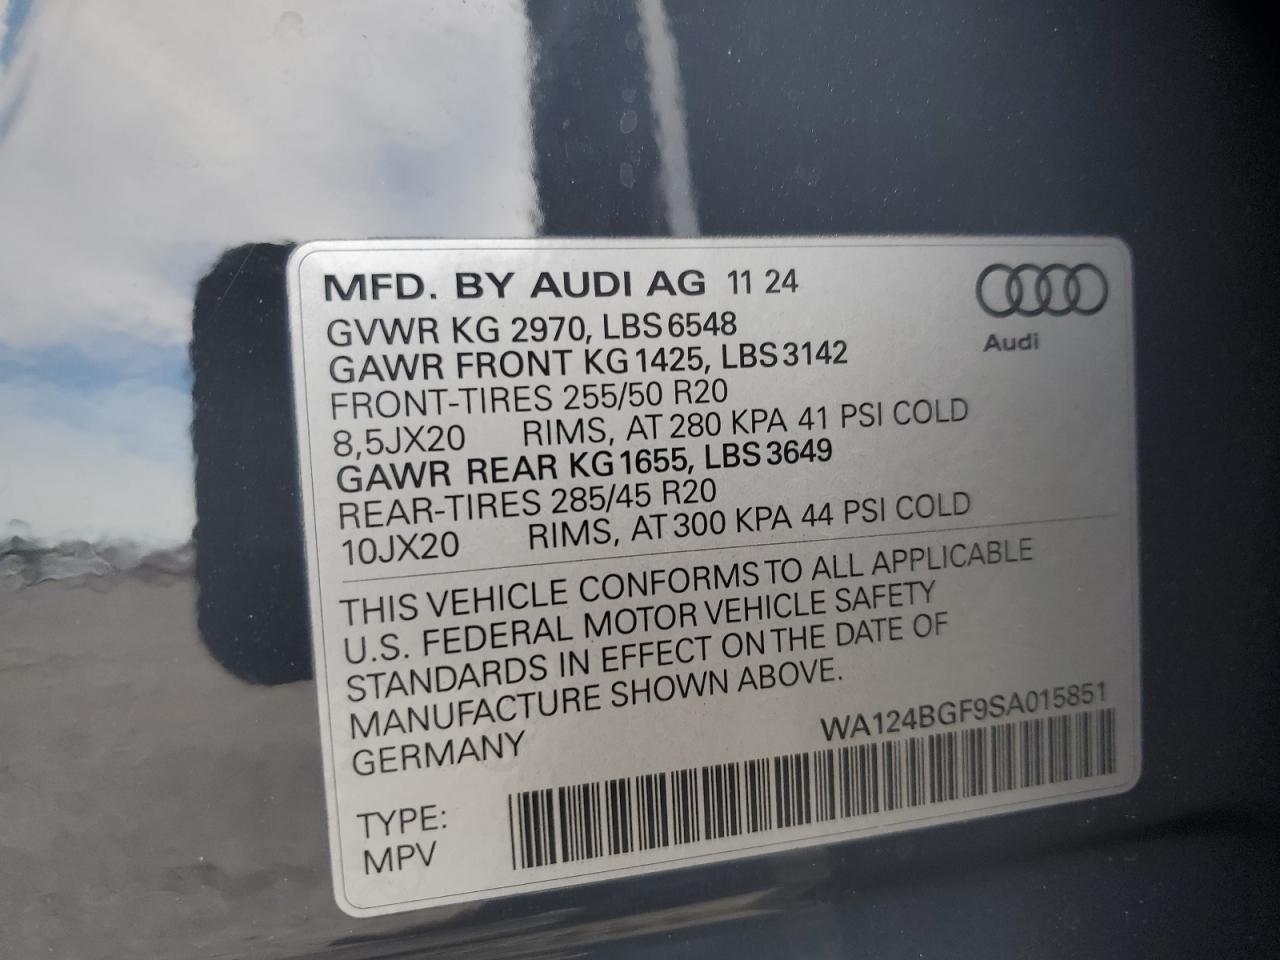 MFD. BY AUDI AG 11 24
GVWR KG 2970, LBS 6548
GAWR FRONT KG 1425, LBS 3142
FRONT-TIRES 255/50 R20
8,5JX20 RIMS, AT 280 KPA 41 PSI COLD
GAWR REAR KG 1655, LBS 3649
REAR-TIRES 285/45 R20
10JX20 RIMS, AT 300 KPA 44 PSI COLD
Audi
THIS VEHICLE CONFORMS TO ALL APPLICABLE
U.S. FEDERAL MOTOR VEHICLE SAFETY
STANDARDS IN EFFECT ON THE DATE OF
MANUFACTURE SHOWN ABOVE.
GERMANY
WA124BGF9SA015851
TYPE:
MPV